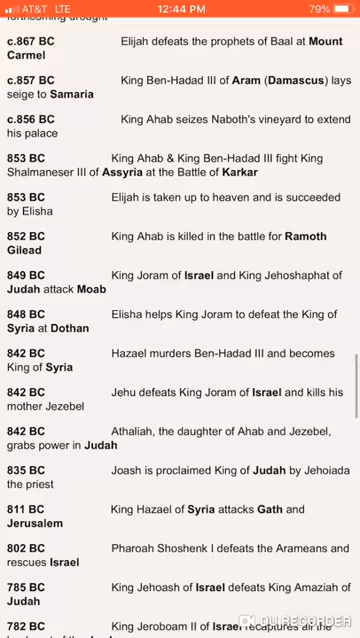 AT&T LTE 12:44 PM 79%
forthcoming drought
c.867 BC Elijah defeats the prophets of Baal at Mount
Carmel
c.857 BC King Ben-Hadad III of Aram (Damascus) lays
seige to Samaria
c.856 BC King Ahab seizes Naboth's vineyard to extend
his palace
853 BC King Ahab & King Ben-Hadad III fight King
Shalmaneser III of Assyria at the Battle of Karkar
853 BC Elijah is taken up to heaven and is succeeded
by Elisha
852 BC King Ahab is killed in the battle for Ramoth
Gilead
849 BC King Joram of Israel and King Jehoshaphat of
Judah attack Moab
848 BC Elisha helps King Joram to defeat the King of
Syria at Dothan
842 BC Hazael murders Ben-Hadad III and becomes
King of Syria
842 BC Jehu defeats King Joram of Israel and kills his
mother Jezebel
842 BC Athaliah, the daughter of Ahab and Jezebel,
grabs power in Judah
835 BC Joash is proclaimed King of Judah by Jehoiada
the priest
811 BC King Hazael of Syria attacks Gath and
Jerusalem
802 BC Pharoah Shoshenk I defeats the Arameans and
rescues Israel
785 BC King Jehoash of Israel defeats King Amaziah of
Judah
782 BC King Jeroboam II of Israel recaptures all the
DU RECORDER